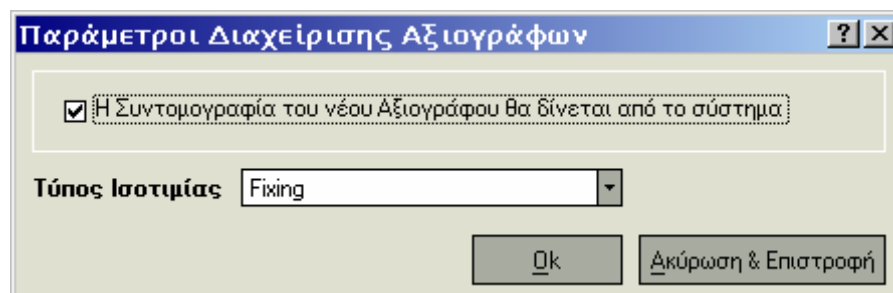 Παράμετροι Διαχείρισης Αξιογράφων
Η Συντομογραφία του νέου Αξιογράφου θα δίνεται από το σύστημα
Τύπος Ισοτιμίας Fixing
Ok Ακύρωση & Επιστροφή